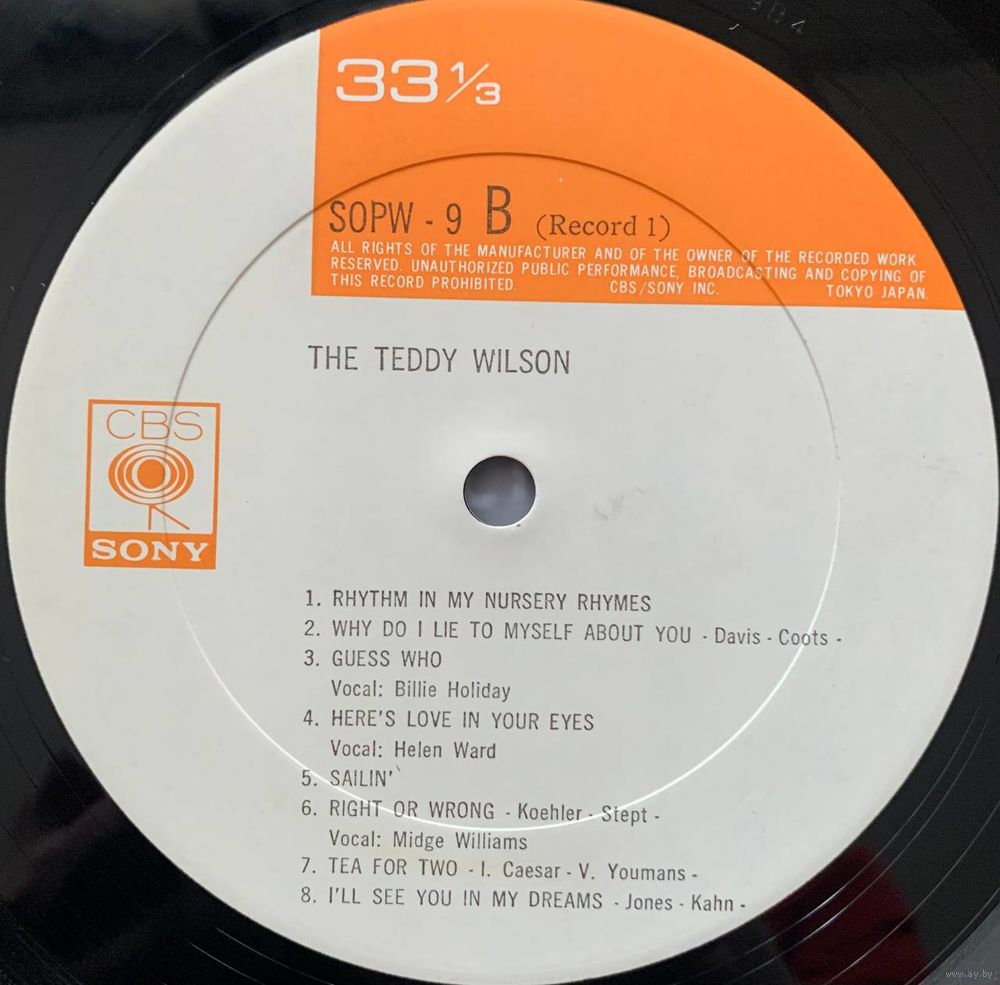 33 1/3
SOPW - 9 B (Record 1)
ALL RIGHTS OF THE MANUFACTURER AND OF THE OWNER OF THE RECORDED WORK
RESERVED. UNAUTHORIZED PUBLIC PERFORMANCE, BROADCASTING AND COPYING OF
THIS RECORD PROHIBITED. CBS/SONY INC. TOKYO JAPAN.
THE TEDDY WILSON
CBS
SONY
1. RHYTHM IN MY NURSERY RHYMES
2. WHY DO I LIE TO MYSELF ABOUT YOU - Davis - Coots -
3. GUESS WHO
Vocal: Billie Holiday
4. HERE'S LOVE IN YOUR EYES
Vocal: Helen Ward
5. SAILIN'
6. RIGHT OR WRONG - Koehler - Stept -
Vocal: Midge Williams
7. TEA FOR TWO - I. Caesar - V. Youmans -
8. I'LL SEE YOU IN MY DREAMS - Jones - Kahn -
www.ay.by